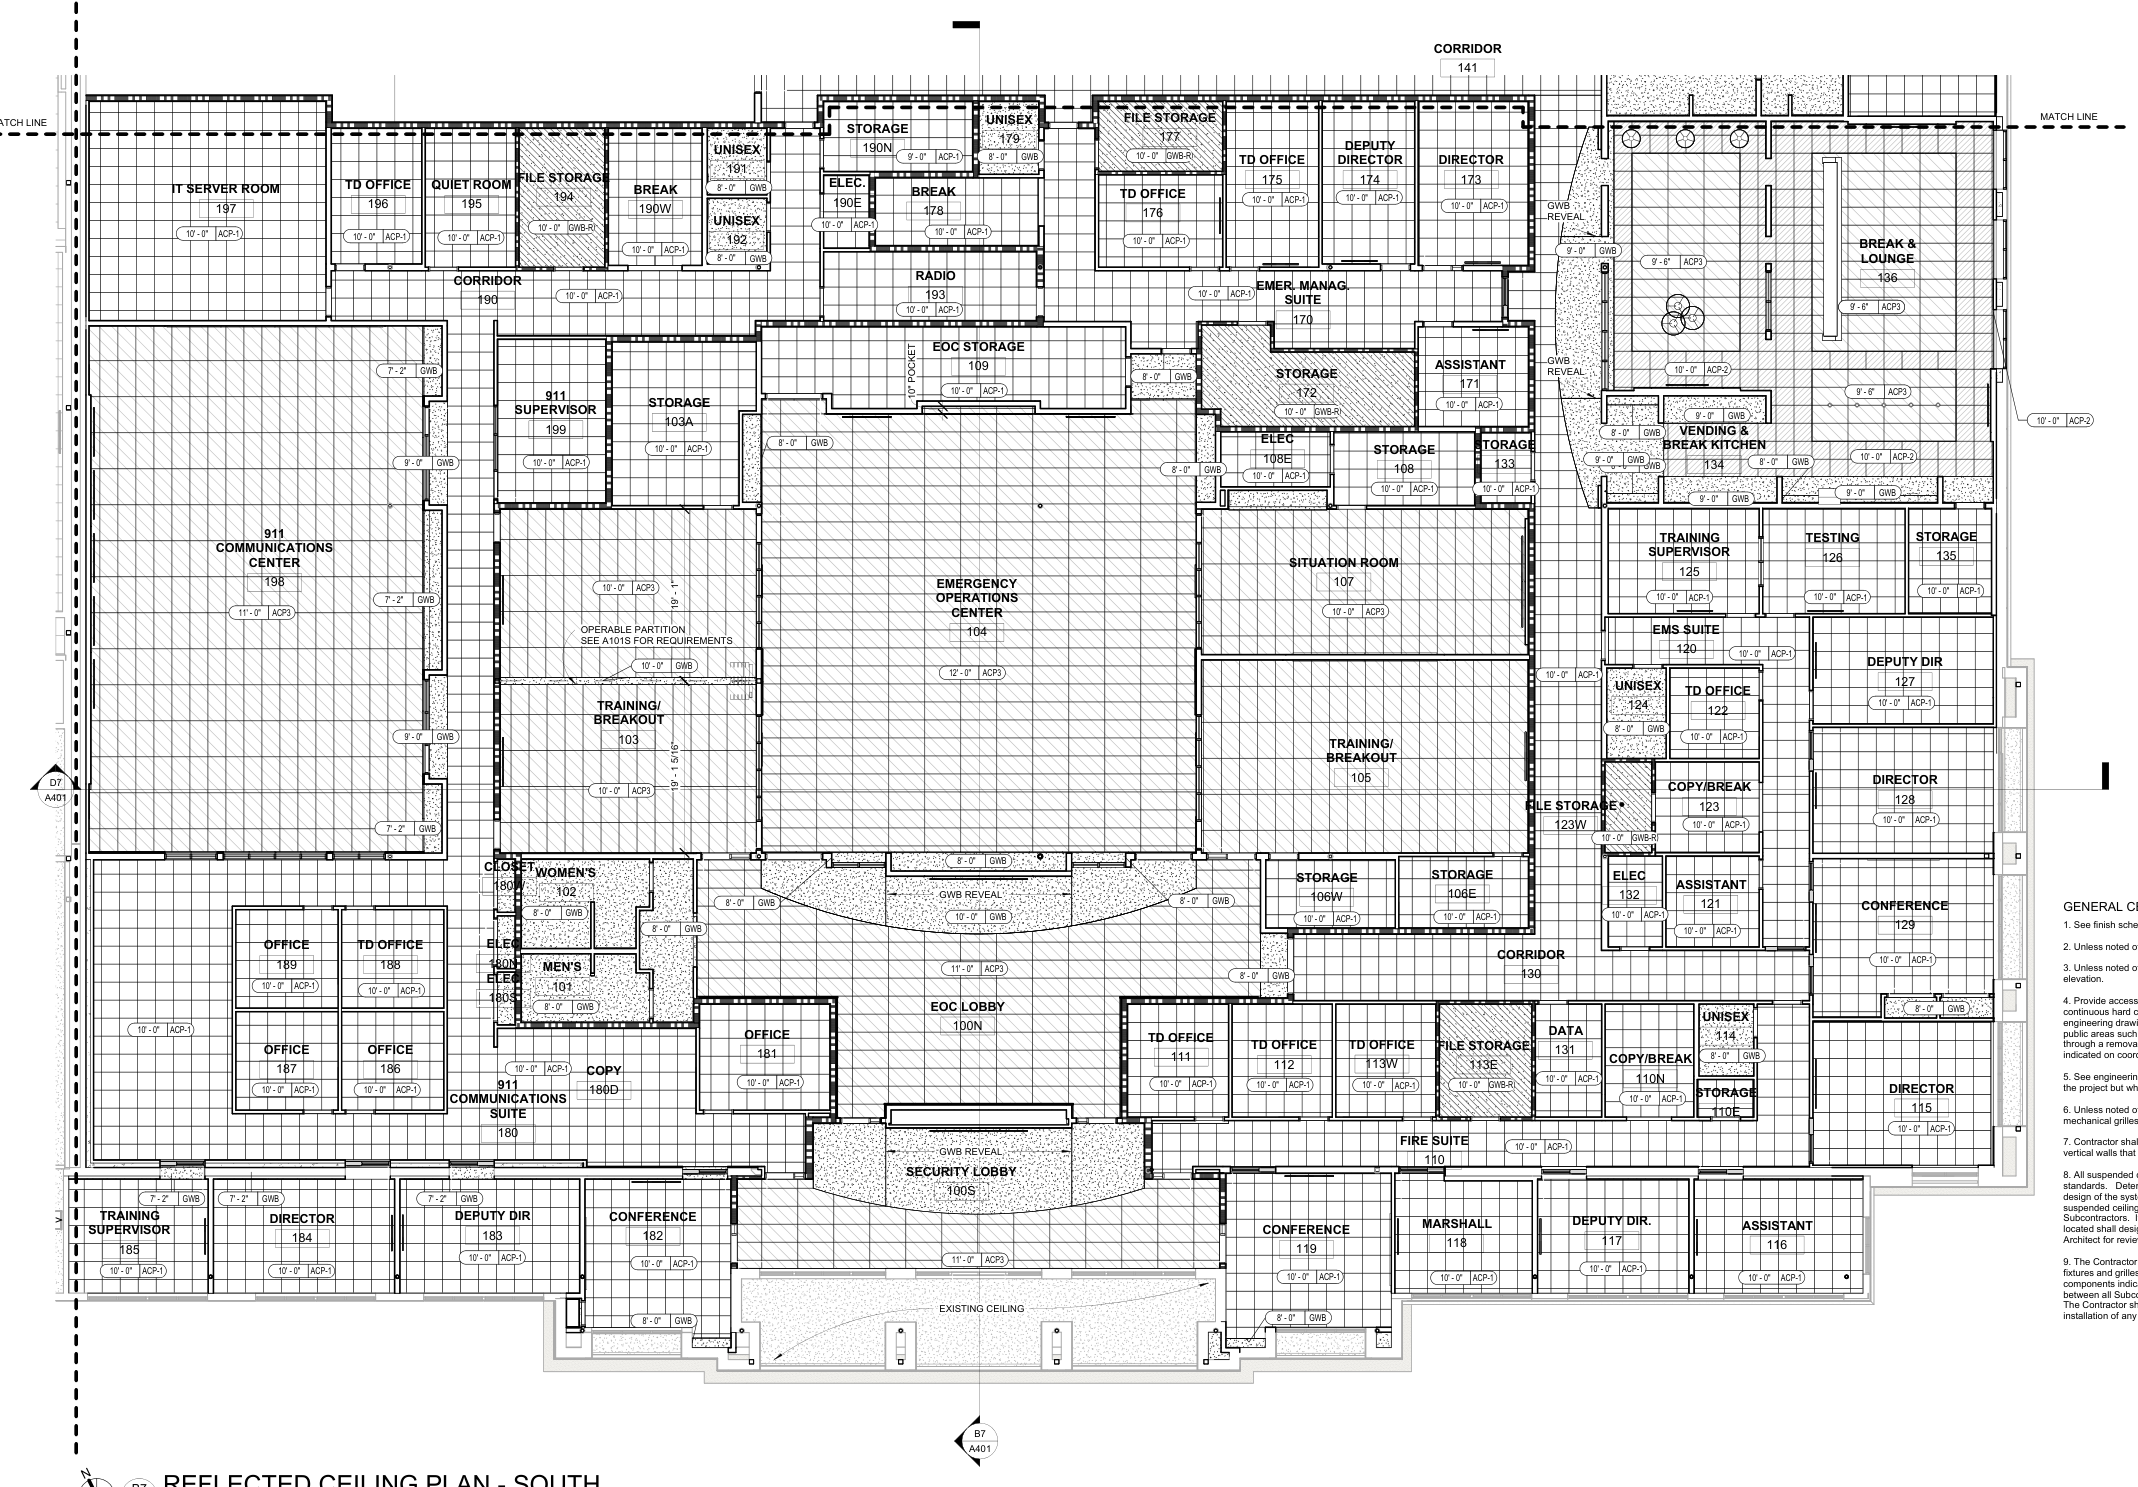 CORRIDOR
141
MATCH LINE
MATCH LINE
IT SERVER ROOM
197
10' - 0" ACP-1
TD OFFICE
196
10' - 0" ACP-1
QUIET ROOM
195
10' - 0" ACP-1
FILE STORAGE
194
10' - 0" GWB-R
BREAK
190W
10' - 0" ACP-1
UNISEX
191
8' - 0" GWB
UNISEX
192
8' - 0" GWB
STORAGE
190N
9' - 0" ACP-1
UNISEX
179
8' - 0" GWB
ELEC.
190E
10' - 0" ACP-1
BREAK
178
10' - 0" ACP-1
RADIO
193
10' - 0" ACP-1
FILE STORAGE
177
10' - 0" GWB-R
TD OFFICE
176
10' - 0" ACP-1
TD OFFICE
175
10' - 0" ACP-1
DEPUTY
DIRECTOR
174
10' - 0" ACP-1
DIRECTOR
173
10' - 0" ACP-1
GWB
REVEAL
9' - 0" GWB
GWB
REVEAL
9' - 6" ACP3
BREAK &
LOUNGE
136
9' - 6" ACP3
10' - 0" ACP-2
9' - 6" ACP3
10' - 0" ACP-2
10' - 0" ACP-2
CORRIDOR
190
10' - 0" ACP-1
10' - 0" ACP-1
EMER. MANAG.
SUITE
170
7' - 2" GWB
9' - 0" GWB
911
SUPERVISOR
199
10' - 0" ACP-1
STORAGE
103A
10' - 0" ACP-1
EOC STORAGE
109
10' - 0" ACP-1
10" POCKET
8' - 0" GWB
8' - 0" GWB
8' - 0" GWB
STORAGE
172
10' - 0" GWB-R
ASSISTANT
171
10' - 0" ACP-1
ELEC
108E
10' - 0" ACP-1
STORAGE
108
10' - 0" ACP-1
STORAGE
133
10' - 0" ACP-1
9' - 0" GWB
8' - 0" GWB
VENDING &
BREAK KITCHEN
134
9' - 0" GWB
8' - 0" GWB
8' - 0" GWB
9' - 0" GWB
9' - 0" GWB
911
COMMUNICATIONS
CENTER
198
11' - 0" ACP3
7' - 2" GWB
9' - 0" GWB
7' - 2" GWB
10' - 0" ACP3
19' - 1"
OPERABLE PARTITION
SEE A101S FOR REQUIREMENTS
10' - 0" GWB
TRAINING/
BREAKOUT
103
19' - 1 5/16"
10' - 0" ACP3
EMERGENCY
OPERATIONS
CENTER
104
12' - 0" ACP3
SITUATION ROOM
107
10' - 0" ACP3
TRAINING/
BREAKOUT
105
10' - 0" ACP3
10' - 0" ACP-1
TRAINING
SUPERVISOR
125
10' - 0" ACP-1
TESTING
126
10' - 0" ACP-1
STORAGE
135
10' - 0" ACP-1
EMS SUITE
120
10' - 0" ACP-1
UNISEX
124
8' - 0" GWB
TD OFFICE
122
10' - 0" ACP-1
DEPUTY DIR
127
10' - 0" ACP-1
FILE STORAGE
123W
10' - 0" GWB-R
COPY/BREAK
123
10' - 0" ACP-1
DIRECTOR
128
10' - 0" ACP-1
ELEC
132
10' - 0" ACP-1
ASSISTANT
121
10' - 0" ACP-1
CONFERENCE
129
10' - 0" ACP-1
8' - 0" GWB
D7
A401
CLOSET
180W
WOMEN'S
102
8' - 0" GWB
8' - 0" GWB
MEN'S
101
8' - 0" GWB
ELEC
180N
ELEC
180S
8' - 0" GWB
8' - 0" GWB
GWB REVEAL
10' - 0" GWB
8' - 0" GWB
11' - 0" ACP3
8' - 0" GWB
EOC LOBBY
100N
STORAGE
106W
10' - 0" ACP-1
STORAGE
106E
10' - 0" ACP-1
CORRIDOR
130
OFFICE
189
10' - 0" ACP-1
TD OFFICE
188
10' - 0" ACP-1
10' - 0" ACP-1
OFFICE
187
10' - 0" ACP-1
OFFICE
186
10' - 0" ACP-1
10' - 0" ACP-1
COPY
180D
911
COMMUNICATIONS
SUITE
180
OFFICE
181
10' - 0" ACP-1
TD OFFICE
111
10' - 0" ACP-1
TD OFFICE
112
10' - 0" ACP-1
TD OFFICE
113W
10' - 0" ACP-1
FILE STORAGE
113E
10' - 0" GWB-R
DATA
131
10' - 0" ACP-1
COPY/BREAK
110N
10' - 0" ACP-1
UNISEX
114
8' - 0" GWB
STORAGE
110E
DIRECTOR
115
10' - 0" ACP-1
FIRE SUITE
110
10' - 0" ACP-1
GWB REVEAL
SECURITY LOBBY
100S
11' - 0" ACP3
7' - 2" GWB
TRAINING
SUPERVISOR
185
10' - 0" ACP-1
7' - 2" GWB
DIRECTOR
184
10' - 0" ACP-1
7' - 2" GWB
DEPUTY DIR
183
10' - 0" ACP-1
CONFERENCE
182
10' - 0" ACP-1
8' - 0" GWB
CONFERENCE
119
10' - 0" ACP-1
8' - 0" GWB
MARSHALL
118
10' - 0" ACP-1
DEPUTY DIR.
117
10' - 0" ACP-1
ASSISTANT
116
10' - 0" ACP-1
EXISTING CEILING
B7
A401
GENERAL CE
1. See finish sche
2. Unless noted o
3. Unless noted o
elevation.
4. Provide access
continuous hard c
engineering drawi
public areas such
through a remova
indicated on coord
5. See engineerin
the project but wh
6. Unless noted o
mechanical grilles
7. Contractor shal
vertical walls that
8. All suspended c
standards. Deter
design of the syst
suspended ceiling
Subcontractors. I
located shall desig
Architect for revie
9. The Contractor
fixtures and grilles
components indic
between all Subco
The Contractor sh
installation of any
N
B7
REFLECTED CEILING PLAN - SOUTH